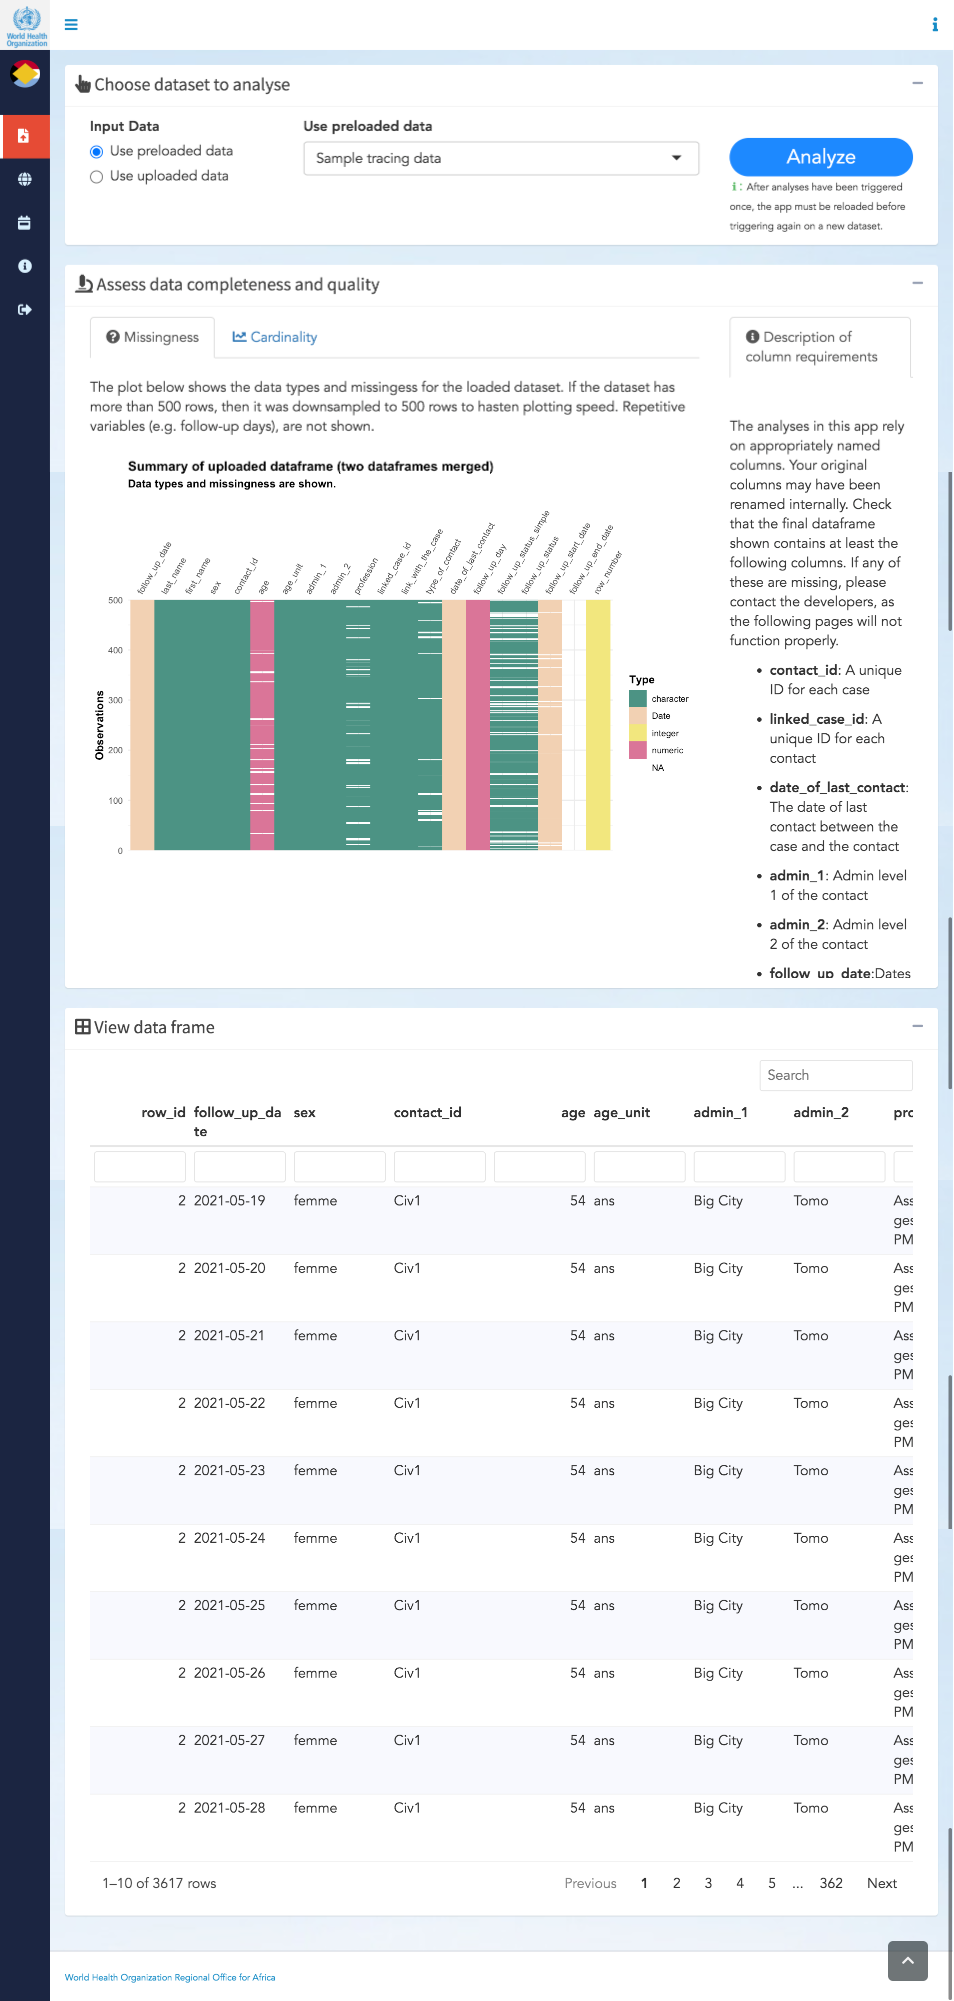 World Health
Organization
Choose dataset to analyse
Input Data
Use preloaded data
Use uploaded data
Use preloaded data
Sample tracing data
Analyze
i : After analyses have been triggered
once, the app must be reloaded before
triggering again on a new dataset.
Assess data completeness and quality
Missingness
Cardinality
The plot below shows the data types and missingess for the loaded dataset. If the dataset has
more than 500 rows, then it was downsampled to 500 rows to hasten plotting speed. Repetitive
variables (e.g. follow-up days), are not shown.
Summary of uploaded dataframe (two dataframes merged)
Data types and missingness are shown.
follow_up_date
last_name
first_name
sex
contact_id
age
age_unit
admin_1
admin_2
profession
linked_case_id
link_with_the_case
type_of_contact
date_of_last_contact
follow_up_day
follow_up_status_simple
follow_up_status
follow_up_start_date
follow_up_end_date
row_number
Observations
500
400
300
200
100
0
Type
character
Date
integer
numeric
NA
Description of
column requirements
The analyses in this app rely
on appropriately named
columns. Your original
columns may have been
renamed internally. Check
that the final dataframe
shown contains at least the
following columns. If any of
these are missing, please
contact the developers, as
the following pages will not
function properly.
• contact_id: A unique
ID for each case
• linked_case_id: A
unique ID for each
contact
• date_of_last_contact:
The date of last
contact between the
case and the contact
• admin_1: Admin level
1 of the contact
• admin_2: Admin level
2 of the contact
• follow_up_date:Dates
View data frame
Search
row_id follow_up_da sex contact_id age age_unit admin_1 admin_2 prc
te
2 2021-05-19 femme Civ1 54 ans Big City Tomo Ass
ges
PM
2 2021-05-20 femme Civ1 54 ans Big City Tomo Ass
ges
PM
2 2021-05-21 femme Civ1 54 ans Big City Tomo Ass
ges
PM
2 2021-05-22 femme Civ1 54 ans Big City Tomo Ass
ges
PM
2 2021-05-23 femme Civ1 54 ans Big City Tomo Ass
ges
PM
2 2021-05-24 femme Civ1 54 ans Big City Tomo Ass
ges
PM
2 2021-05-25 femme Civ1 54 ans Big City Tomo Ass
ges
PM
2 2021-05-26 femme Civ1 54 ans Big City Tomo Ass
ges
PM
2 2021-05-27 femme Civ1 54 ans Big City Tomo Ass
ges
PM
2 2021-05-28 femme Civ1 54 ans Big City Tomo Ass
ges
PM
1–10 of 3617 rows
Previous 1 2 3 4 5 ... 362 Next
World Health Organization Regional Office for Africa